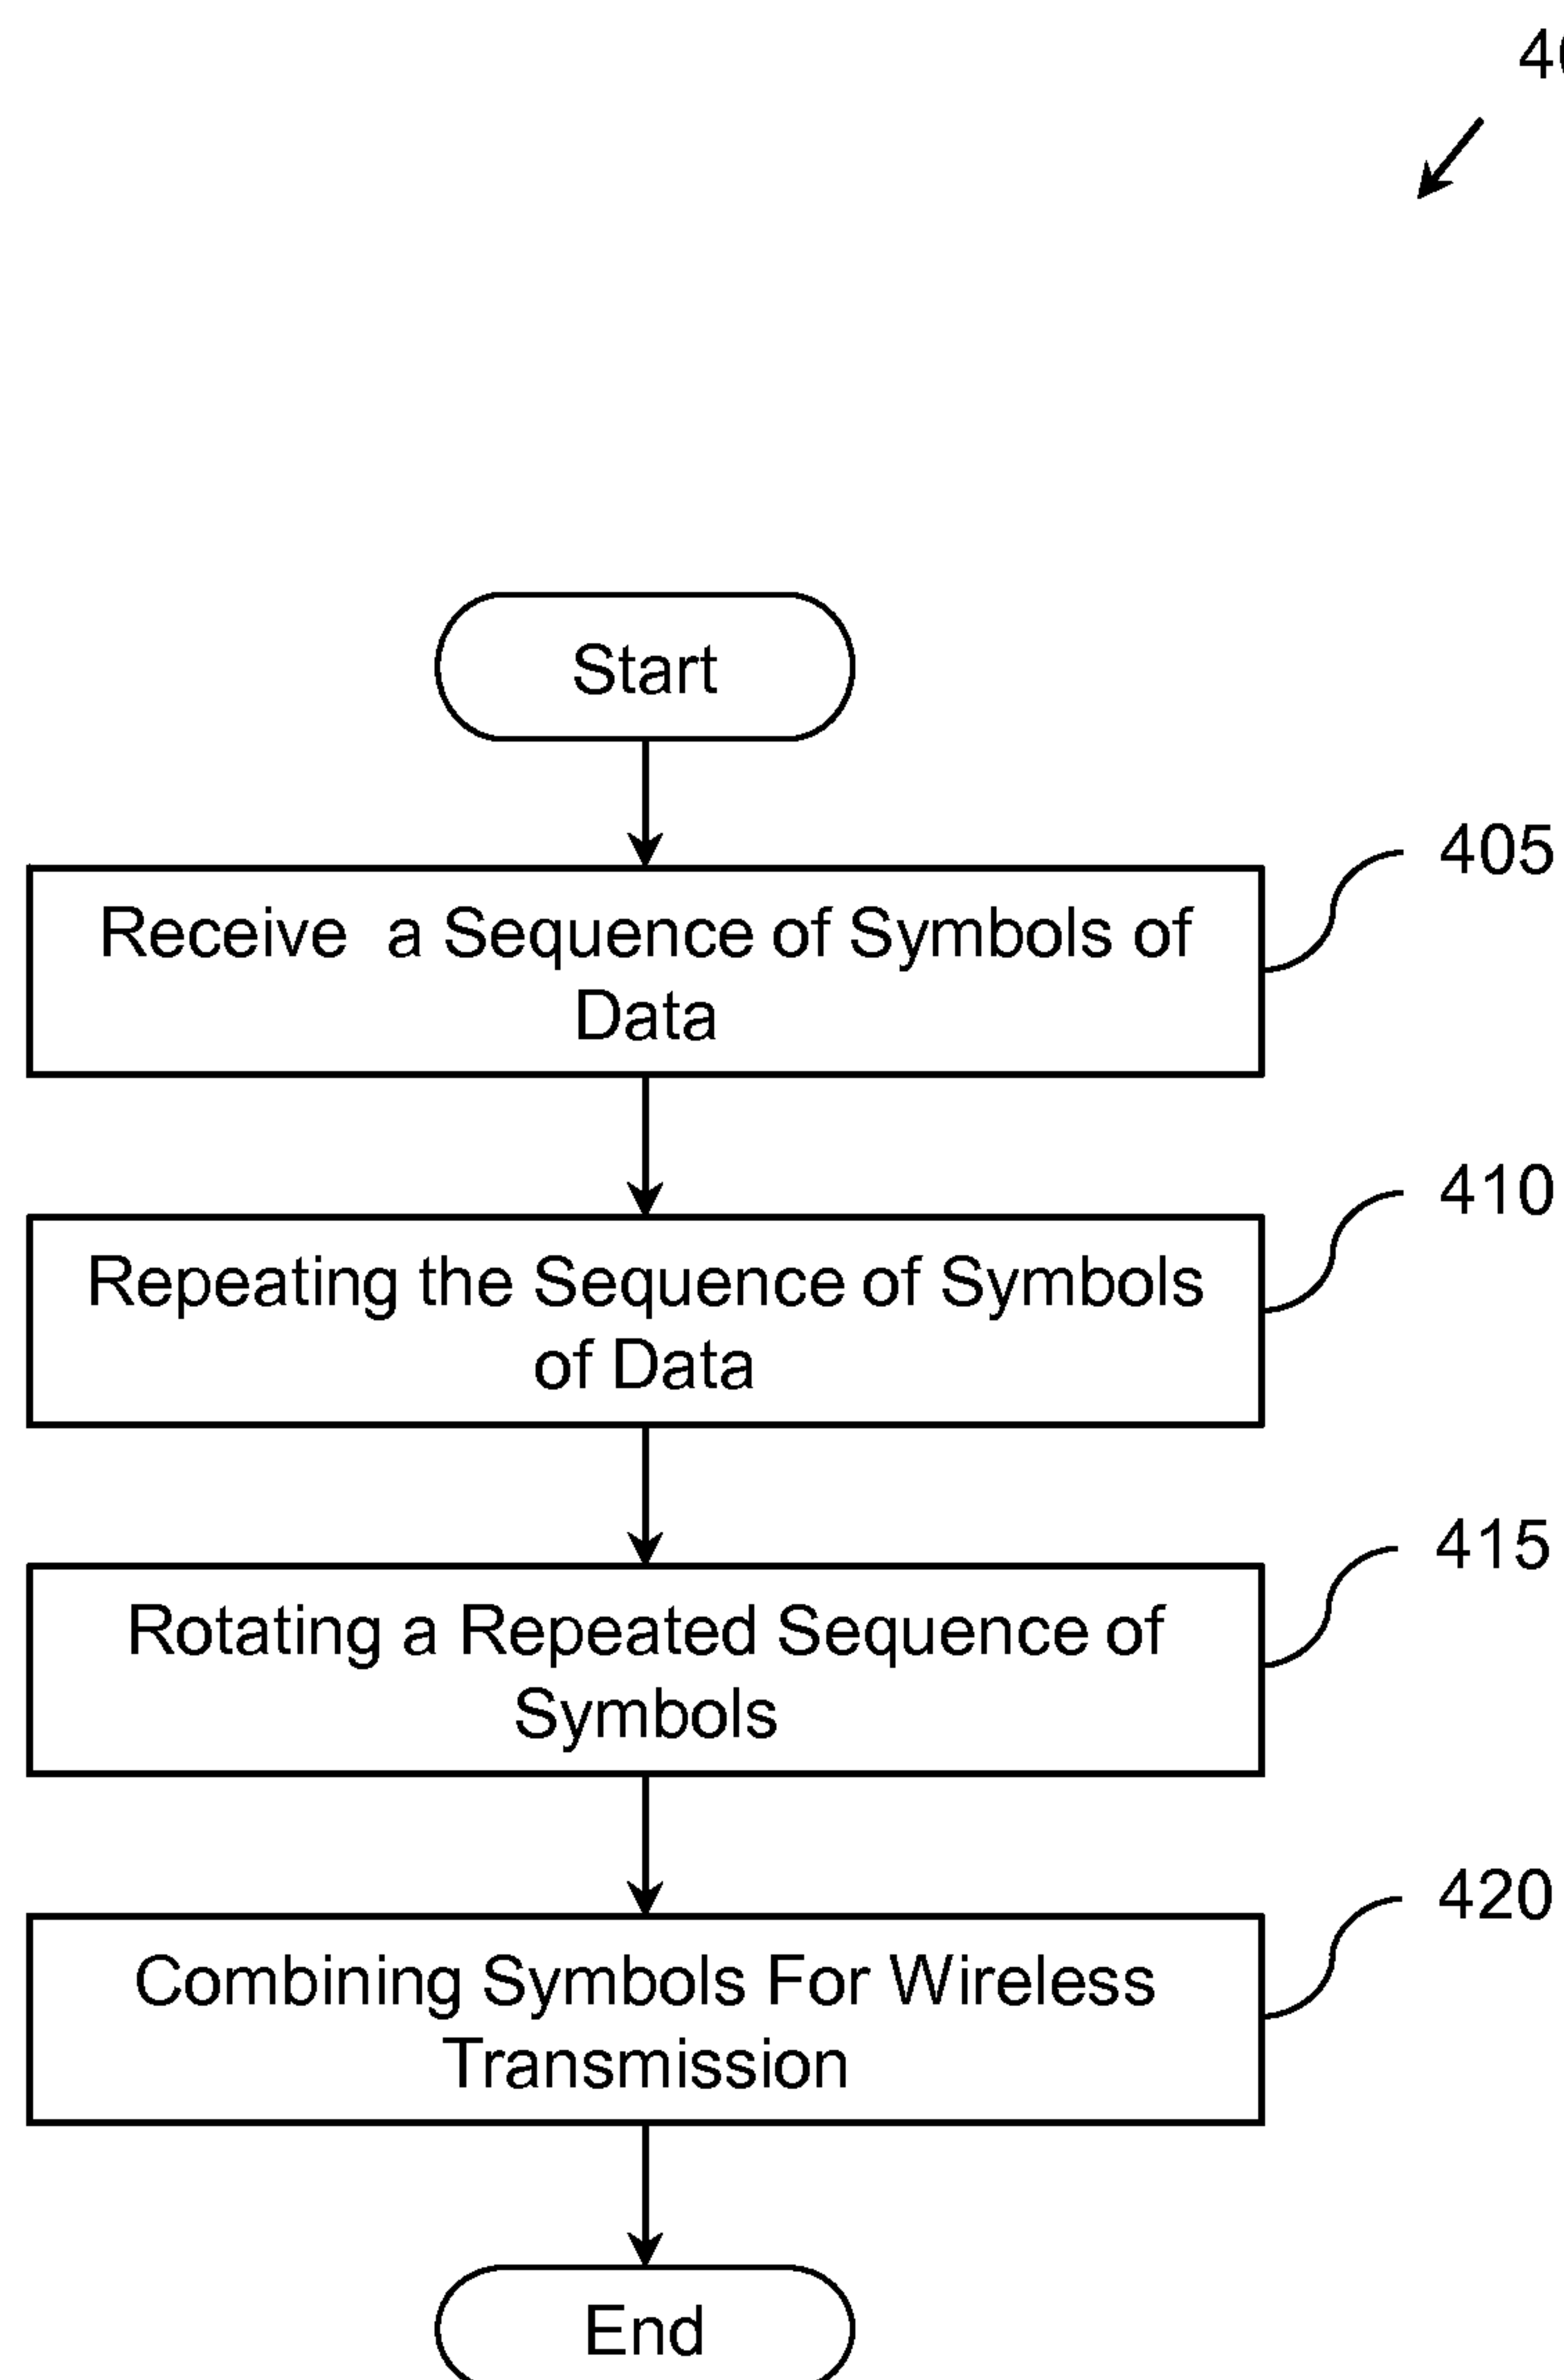 Start
405
Receive a Sequence of Symbols of
Data
410
Repeating the Sequence of Symbols
of Data
415
Rotating a Repeated Sequence of
Symbols
420
Combining Symbols For Wireless
Transmission
End